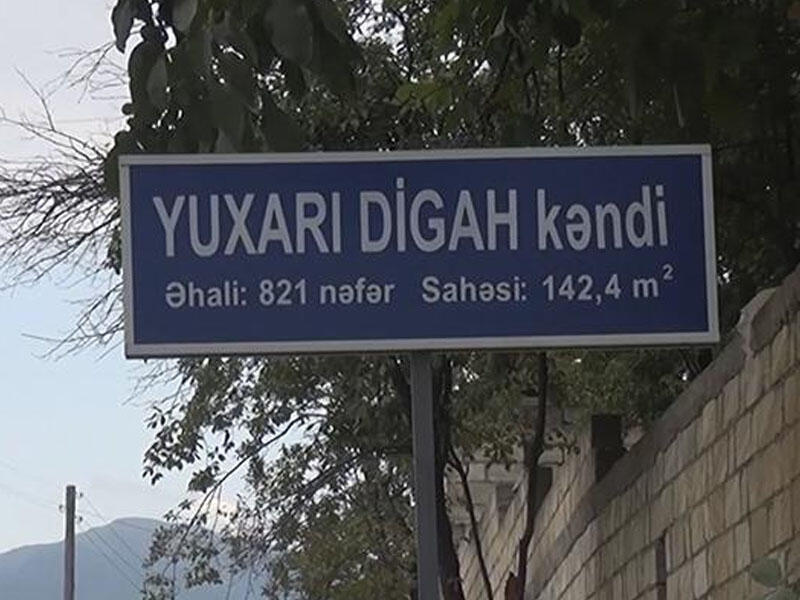 YUXARI DİGAH kəndi
Əhali: 821 nəfər Sahəsi: 142,4 m²